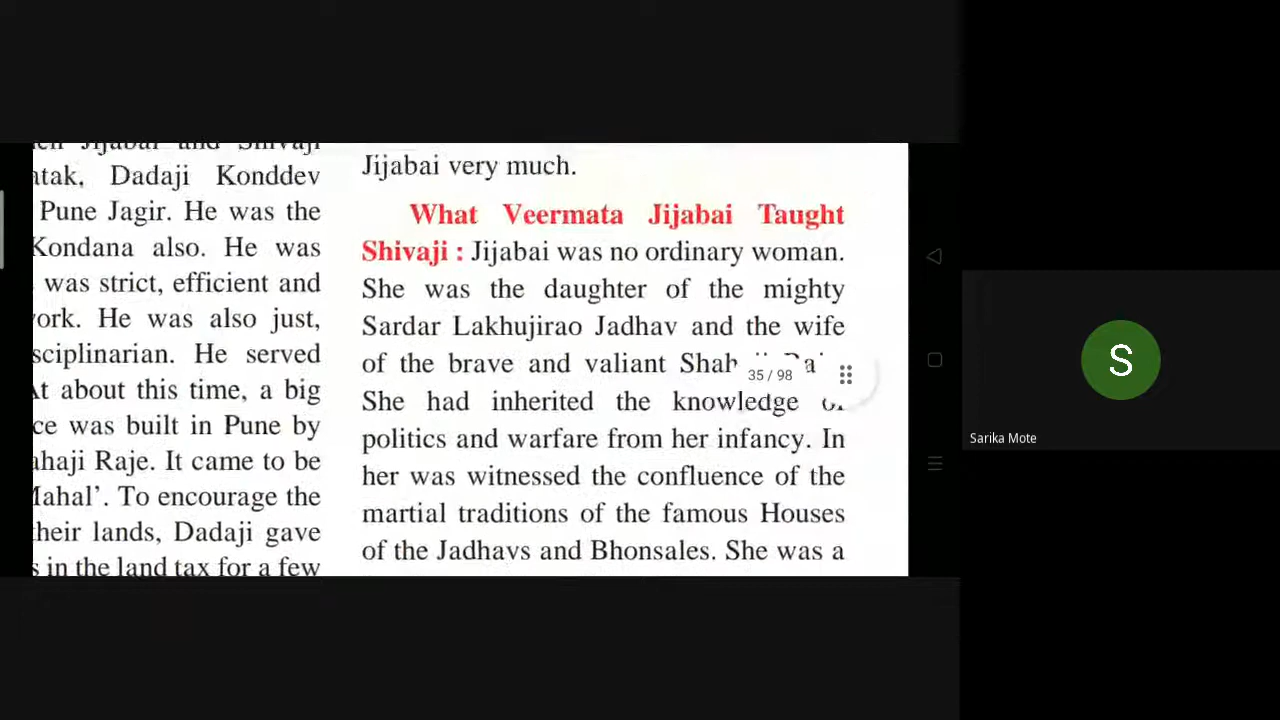 Jijabai and Shivaji
Dadaji Konddev
Pune Jagir. He was the
Kondana also. He was
was strict, efficient and
He was also just,
He served
At about this time, a big
was built in Pune by
Raje. It came to be
Mahal’. To encourage the
their lands, Dadaji gave
in the land tax for a few
Jijabai very much.
What Veermata Jijabai Taught
Shivaji : Jijabai was no ordinary woman.
She was the daughter of the mighty
Sardar Lakhujirao Jadhav and the wife
of the brave and valiant
She had inherited the knowledge
politics and warfare from her infancy. In
her was witnessed the confluence of the
martial traditions of the famous Houses
of the Jadhavs and Bhonsales. She was a
35 / 98
S
Sarika Mote